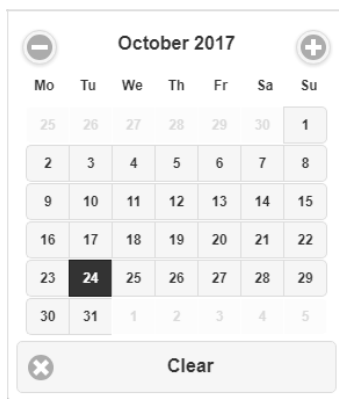 October 2017
Mo Tu We Th Fr Sa Su
25 26 27 28 29 30 1
2 3 4 5 6 7 8
9 10 11 12 13 14 15
16 17 18 19 20 21 22
23 24 25 26 27 28 29
30 31 1 2 3 4 5
Clear